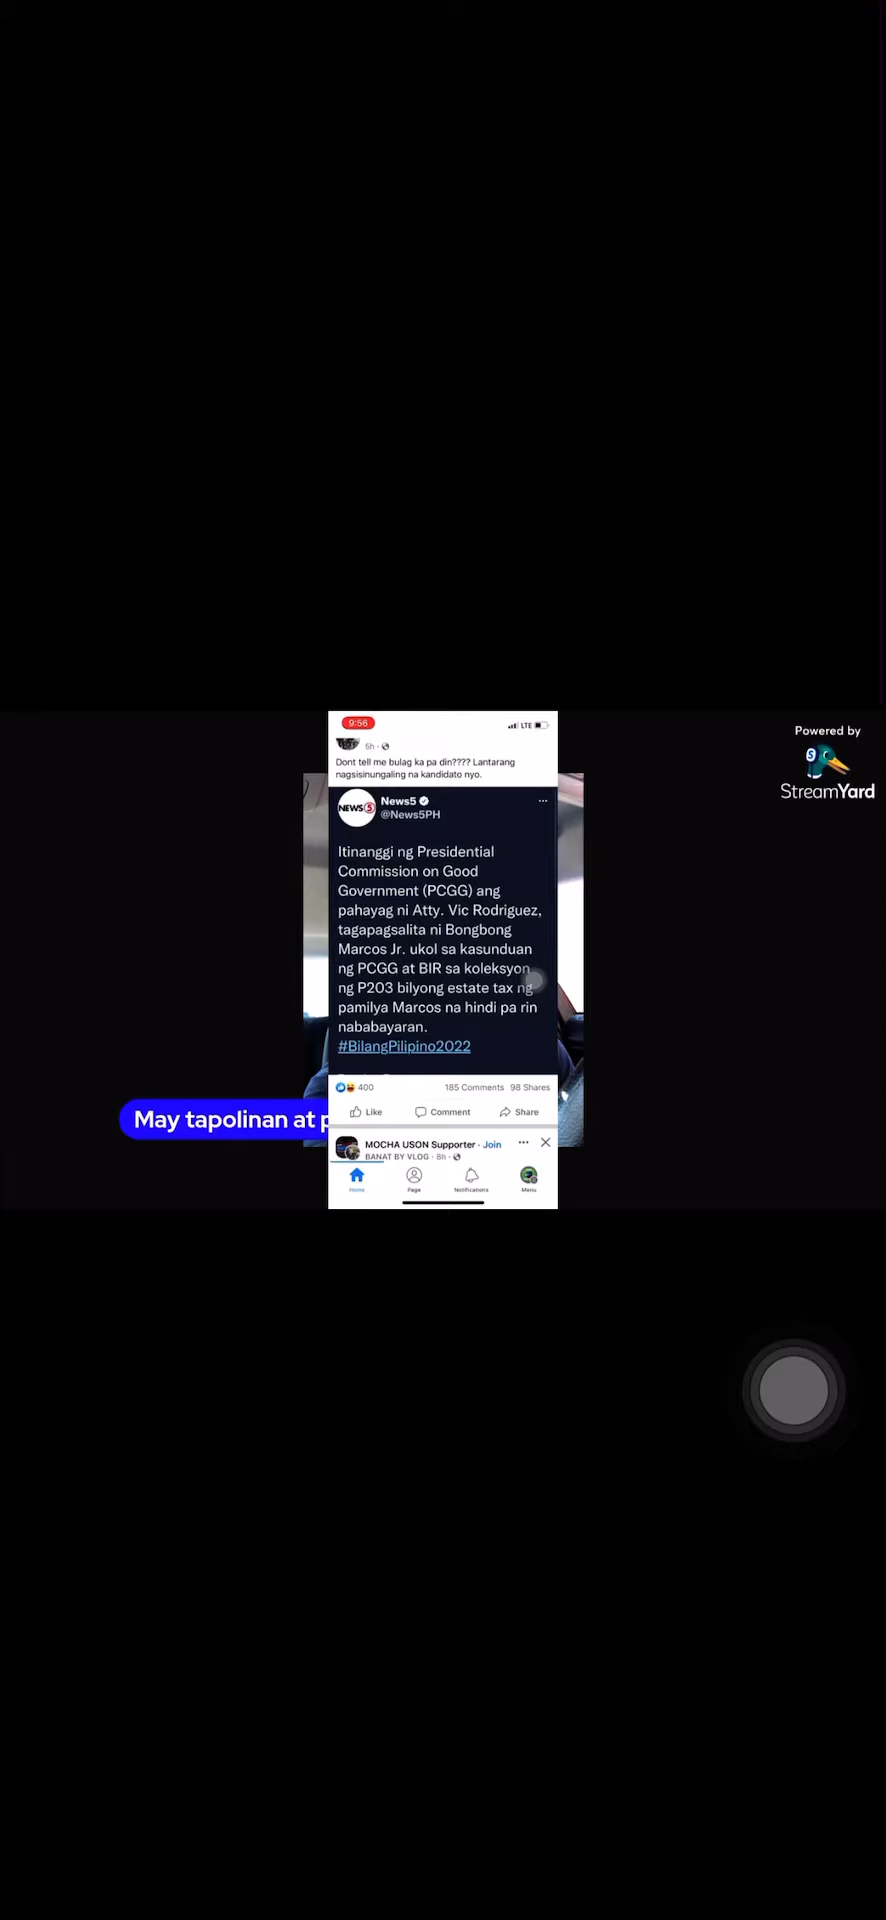 Powered by
StreamYard
9:56
LTE
5h
Dont tell me bulag ka pa din???? Lantarang
nagsisinungaling na kandidato nyo.
NEWS5
News5
@News5PH
Itinanggi ng Presidential
Commission on Good
Government (PCGG) ang
pahayag ni Atty. Vic Rodriguez,
tagapagsalita ni Bongbong
Marcos Jr. ukol sa kasunduan
ng PCGG at BIR sa koleksyon
ng P203 bilyong estate tax ng
pamilya Marcos na hindi pa rin
nababayaran.
#BilangPilipino2022
400
185 Comments 98 Shares
Like Comment Share
May tapolinan at
MOCHA USON Supporter · Join
BANAT BY VLOG · 8h
Home Page Notifications Menu